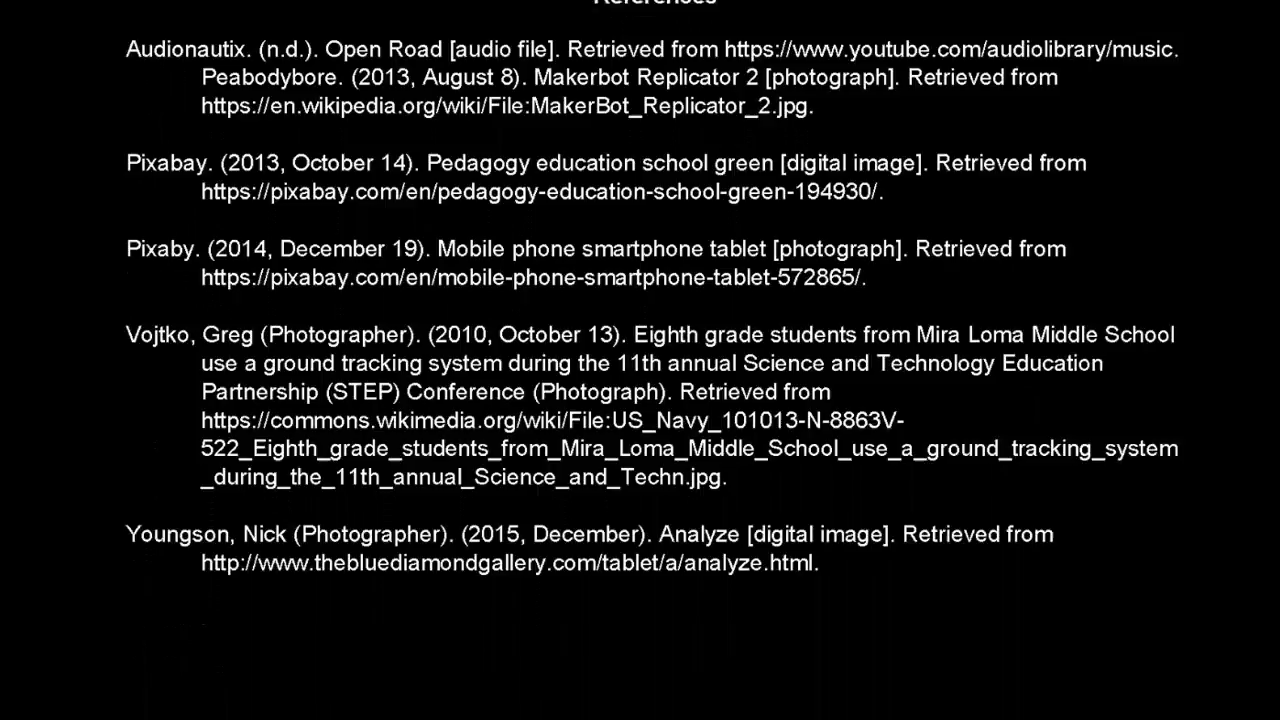 References
Audionautix. (n.d.). Open Road [audio file]. Retrieved from https://www.youtube.com/audiolibrary/music.
Peabodybore. (2013, August 8). Makerbot Replicator 2 [photograph]. Retrieved from
https://en.wikipedia.org/wiki/File:MakerBot_Replicator_2.jpg.
Pixabay. (2013, October 14). Pedagogy education school green [digital image]. Retrieved from
https://pixabay.com/en/pedagogy-education-school-green-194930/.
Pixaby. (2014, December 19). Mobile phone smartphone tablet [photograph]. Retrieved from
https://pixabay.com/en/mobile-phone-smartphone-tablet-572865/.
Vojtko, Greg (Photographer). (2010, October 13). Eighth grade students from Mira Loma Middle School
use a ground tracking system during the 11th annual Science and Technology Education
Partnership (STEP) Conference (Photograph). Retrieved from
https://commons.wikimedia.org/wiki/File:US_Navy_101013-N-8863V-
522_Eighth_grade_students_from_Mira_Loma_Middle_School_use_a_ground_tracking_system
_during_the_11th_annual_Science_and_Techn.jpg.
Youngson, Nick (Photographer). (2015, December). Analyze [digital image]. Retrieved from
http://www.thebluediamondgallery.com/tablet/a/analyze.html.